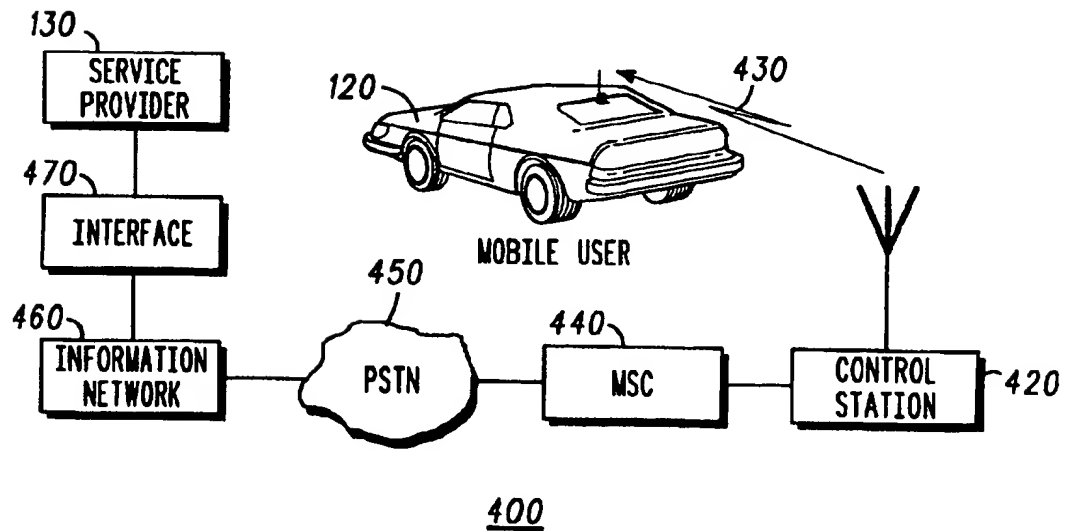 130
SERVICE
PROVIDER
120
430
470
INTERFACE
MOBILE USER
450
460
440
INFORMATION
NETWORK
PSTN
MSC
CONTROL
STATION
420
400